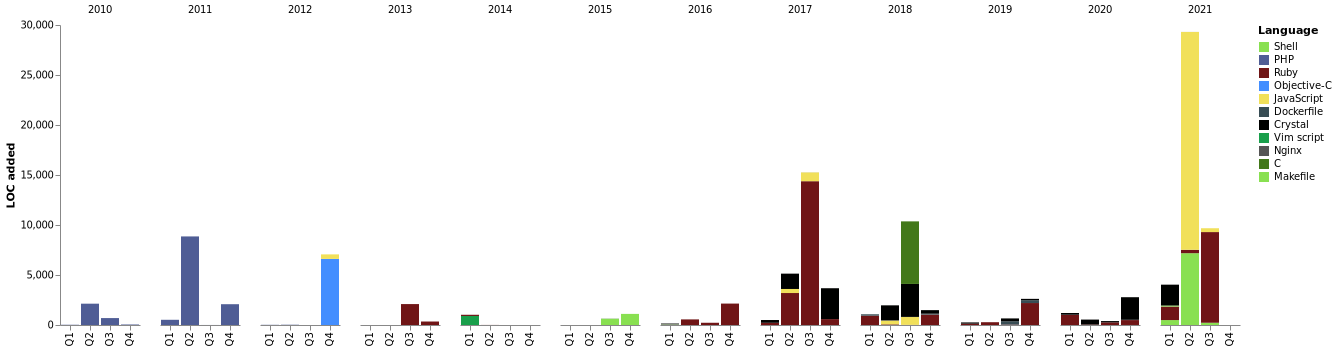 2010 2011 2012 2013 2014 2015 2016 2017 2018 2019 2020 2021
30,000
25,000
20,000
15,000
10,000
5,000
0
LOC added
Q1 Q2 Q3 Q4 Q1 Q2 Q3 Q4 Q1 Q2 Q3 Q4 Q1 Q2 Q3 Q4 Q1 Q2 Q3 Q4 Q1 Q2 Q3 Q4 Q1 Q2 Q3 Q4 Q1 Q2 Q3 Q4 Q1 Q2 Q3 Q4 Q1 Q2 Q3 Q4 Q1 Q2 Q3 Q4 Q1 Q2 Q3 Q4
Language
Shell
PHP
Ruby
Objective-C
JavaScript
Dockerfile
Crystal
Vim script
Nginx
C
Makefile